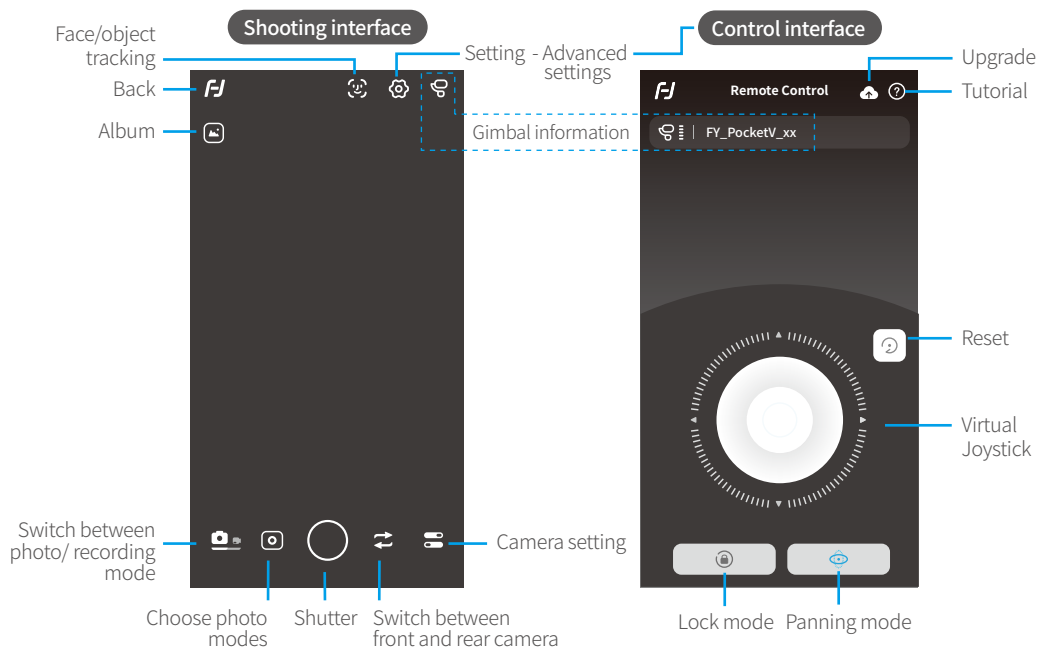 Shooting interface
Control interface
Face/object
tracking
Setting - Advanced
settings
Upgrade
Back
Remote Control
Tutorial
Album
Gimbal information
FY_PocketV_xx
Reset
Virtual
Joystick
Switch between
photo/ recording
mode
Camera setting
Choose photo
modes
Shutter
Switch between
front and rear camera
Lock mode
Panning mode